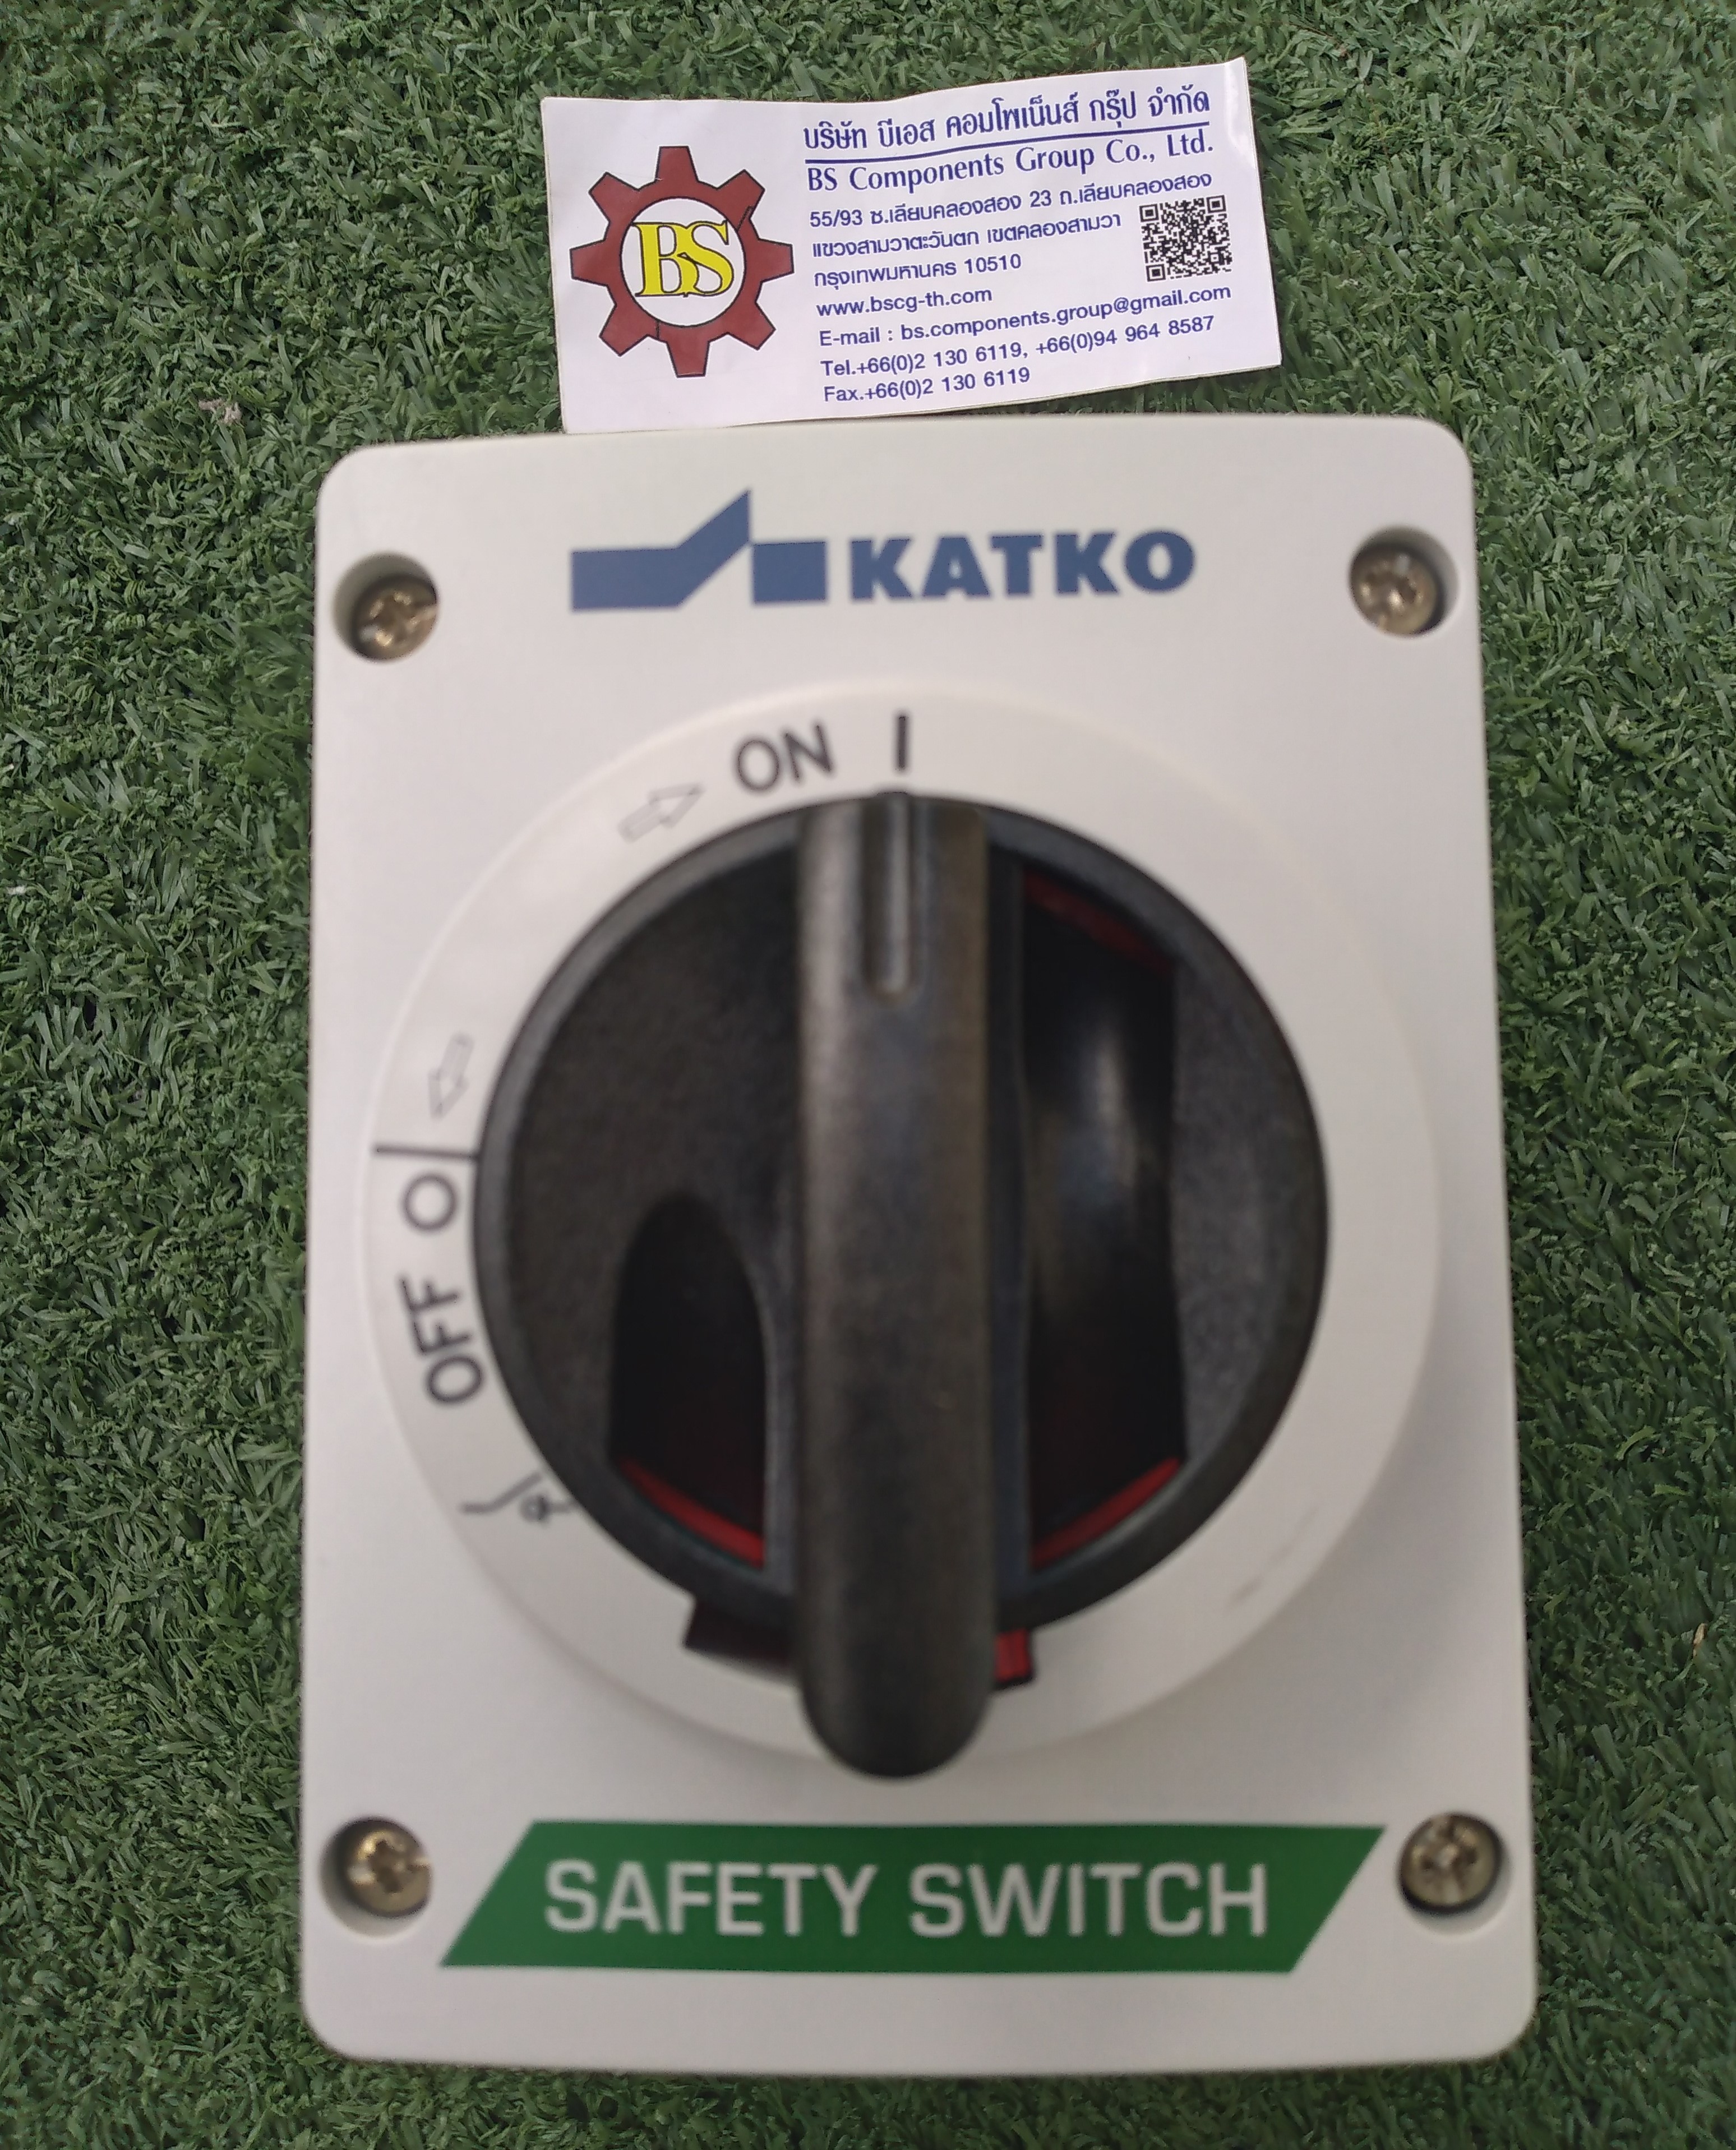 BS
บริษัท บีเอส คอมโพเน็นส์ กรุ๊ป จำกัด
BS Components Group Co., Ltd.
55/93 ซ.เลียบคลองสอง 23 ถ.เลียบคลองสอง
แขวงสามวาตะวันตก เขตคลองสามวา
กรุงเทพมหานคร 10510
www.bscg-th.com
E-mail : bs.components.group@gmail.com
Tel.+66(0)2 130 6119, +66(0)94 964 8587
Fax.+66(0)2 130 6119
KATKO
ON I
OFF O
SAFETY SWITCH